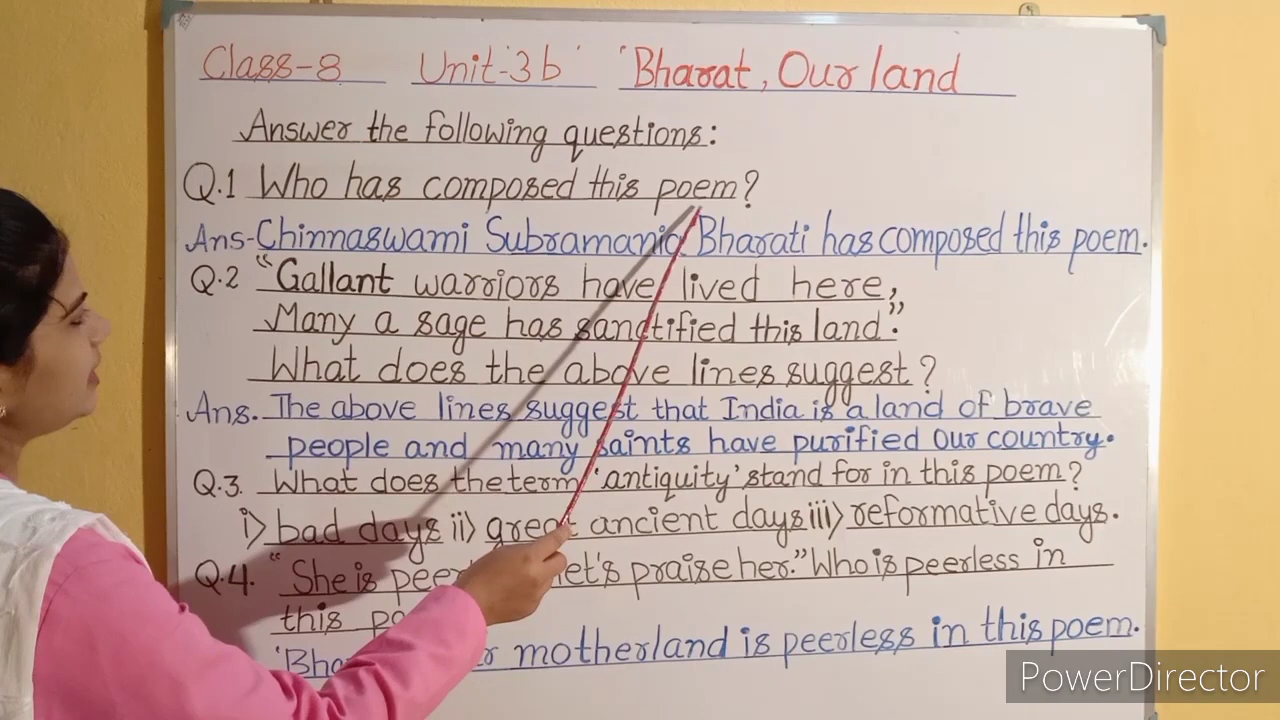 Class-8 Unit-'3b' 'Bharat, Our land
Answer the following questions:
Q.1 Who has composed this poem?
Ans-Chinnaswami Subramania Bharati has composed this poem.
Q.2 "Gallant warriors have lived here,
Many a sage has sanctified this land."
What does the above lines suggest?
Ans. The above lines suggest that India is a land of brave
people and many saints have purified our country.
Q.3. What does the term 'antiquity' stand for in this poem?
i) bad days ii) great ancient days iii) reformative days.
Q.4. "She is let's praise her." Who is peerless in
this
motherland is peerless in this poem.
PowerDirector